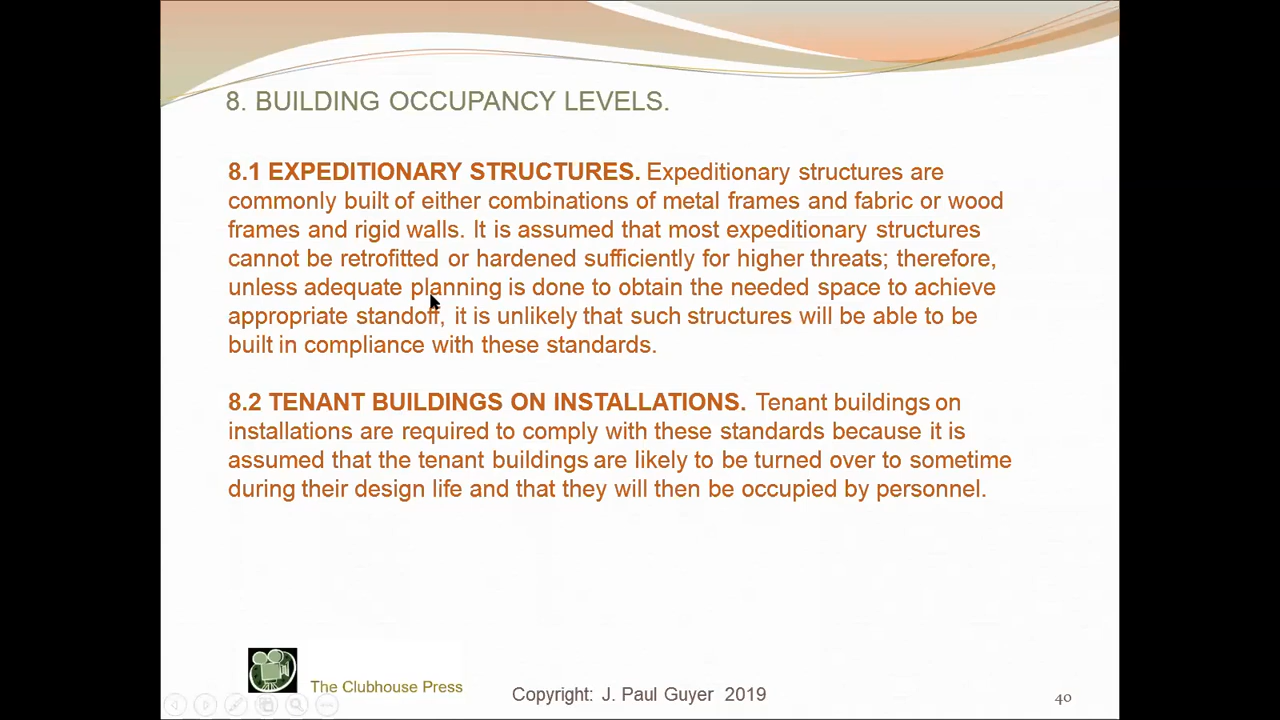 8. BUILDING OCCUPANCY LEVELS.
8.1 EXPEDITIONARY STRUCTURES. Expeditionary structures are
commonly built of either combinations of metal frames and fabric or wood
frames and rigid walls. It is assumed that most expeditionary structures
cannot be retrofitted or hardened sufficiently for higher threats; therefore,
unless adequate planning is done to obtain the needed space to achieve
appropriate standoff, it is unlikely that such structures will be able to be
built in compliance with these standards.
8.2 TENANT BUILDINGS ON INSTALLATIONS. Tenant buildings on
installations are required to comply with these standards because it is
assumed that the tenant buildings are likely to be turned over to sometime
during their design life and that they will then be occupied by personnel.
The Clubhouse Press
Copyright: J. Paul Guyer 2019
40